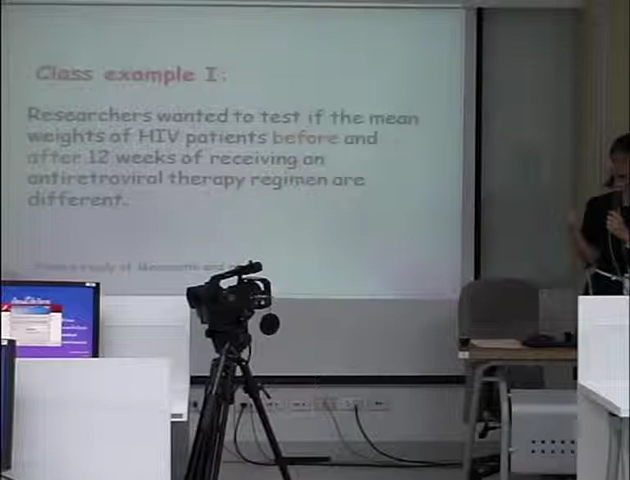 Class example I:
Researchers wanted to test if the mean
weights of HIV patients before and
after 12 weeks of receiving an
antiretroviral therapy regimen are
different.